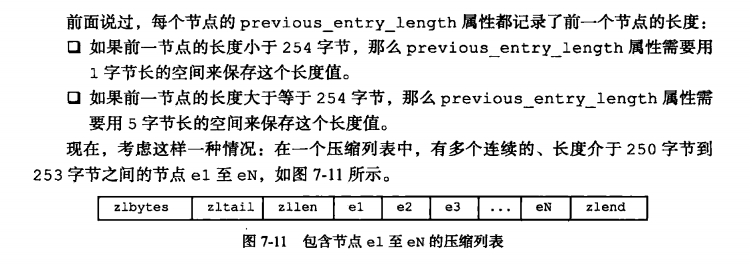 前面说过，每个节点的 previous_entry_length 属性都记录了前一个节点的长度：
❑ 如果前一节点的长度小于 254 字节，那么 previous_entry_length 属性需要用
1 字节长的空间来保存这个长度值。
❑ 如果前一节点的长度大于等于 254 字节，那么 previous_entry_length 属性需
要用 5 字节长的空间来保存这个长度值。
现在，考虑这样一种情况：在一个压缩列表中，有多个连续的、长度介于 250 字节到
253 字节之间的节点 e1 至 eN，如图 7-11 所示。
zlbytes zltail zllen e1 e2 e3 ... eN zlend
图 7-11 包含节点 e1 至 eN 的压缩列表